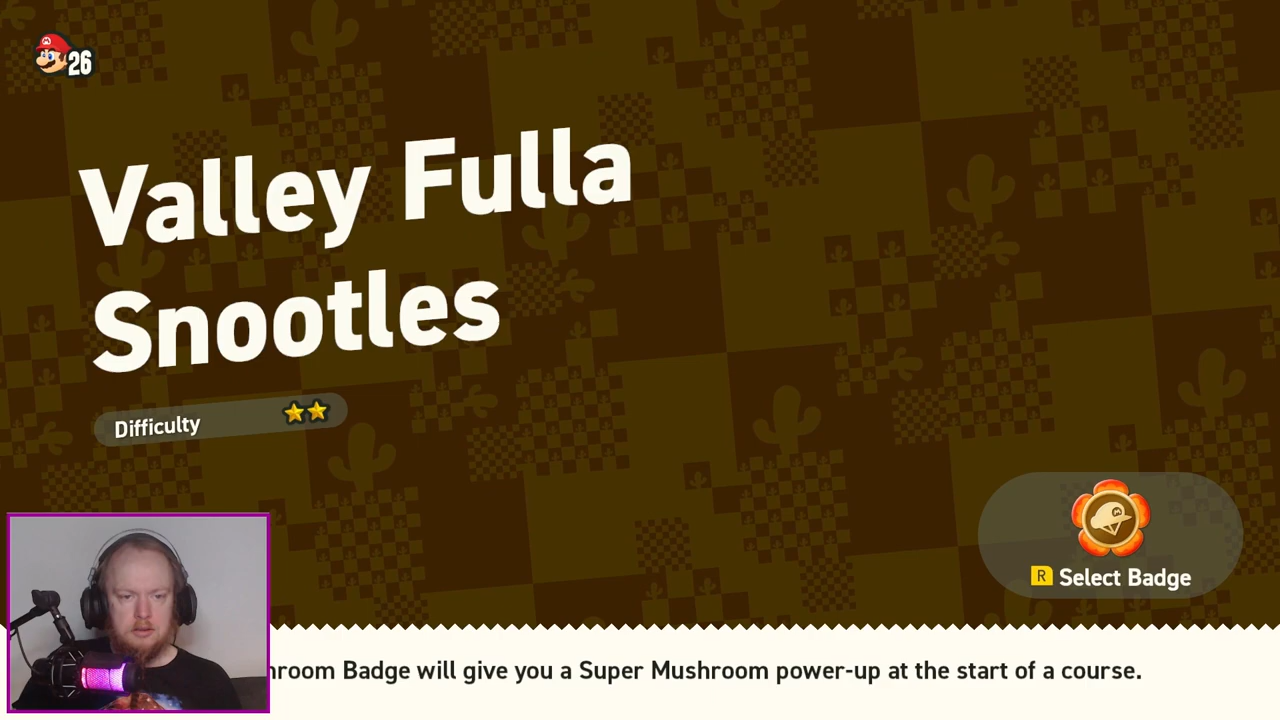 26
Valley Fulla
Snootles
Difficulty
R Select Badge
Badge will give you a Super Mushroom power-up at the start of a course.